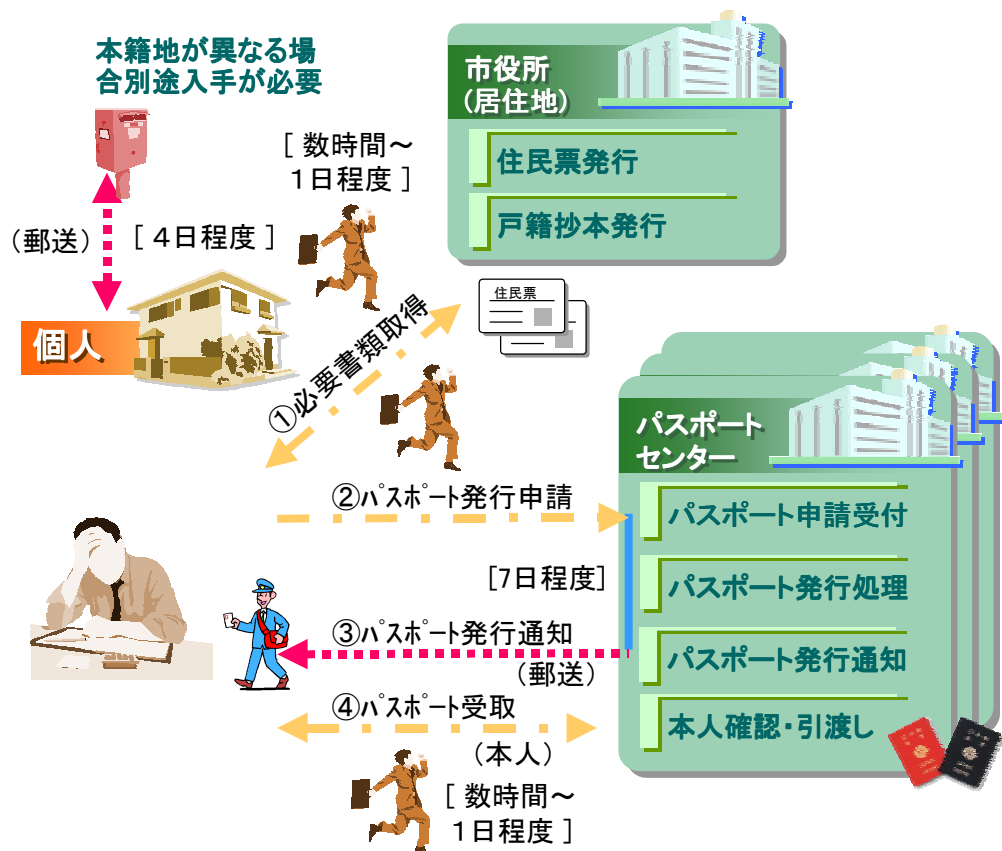 本籍地が異なる場
合別途入手が必要
市役所
(居住地)
住民票発行
戸籍抄本発行
[ 数時間～
１日程度 ]
（郵送）
[ ４日程度 ]
個人
住民票
①必要書類取得
パスポート
センター
パスポート申請受付
パスポート発行処理
パスポート発行通知
本人確認・引渡し
②ﾊﾟｽﾎﾟｰﾄ発行申請
[7日程度]
③ﾊﾟｽﾎﾟｰﾄ発行通知
（郵送）
④ﾊﾟｽﾎﾟｰﾄ受取
（本人）
[ 数時間～
１日程度 ]